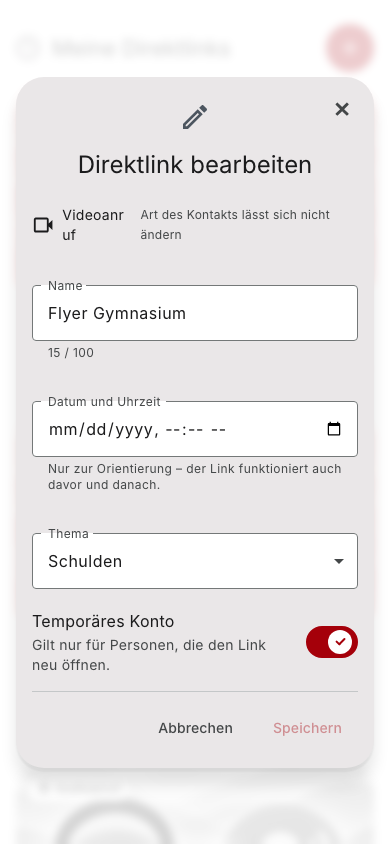 Direktlink bearbeiten
Videoanr
uf
Art des Kontakts lässt sich nicht
ändern
Name
Flyer Gymnasium
15 / 100
Datum und Uhrzeit
mm/dd/yyyy, --:-- --
Nur zur Orientierung – der Link funktioniert auch
davor und danach.
Thema
Schulden
Temporäres Konto
Gilt nur für Personen, die den Link
neu öffnen.
Abbrechen
Speichern